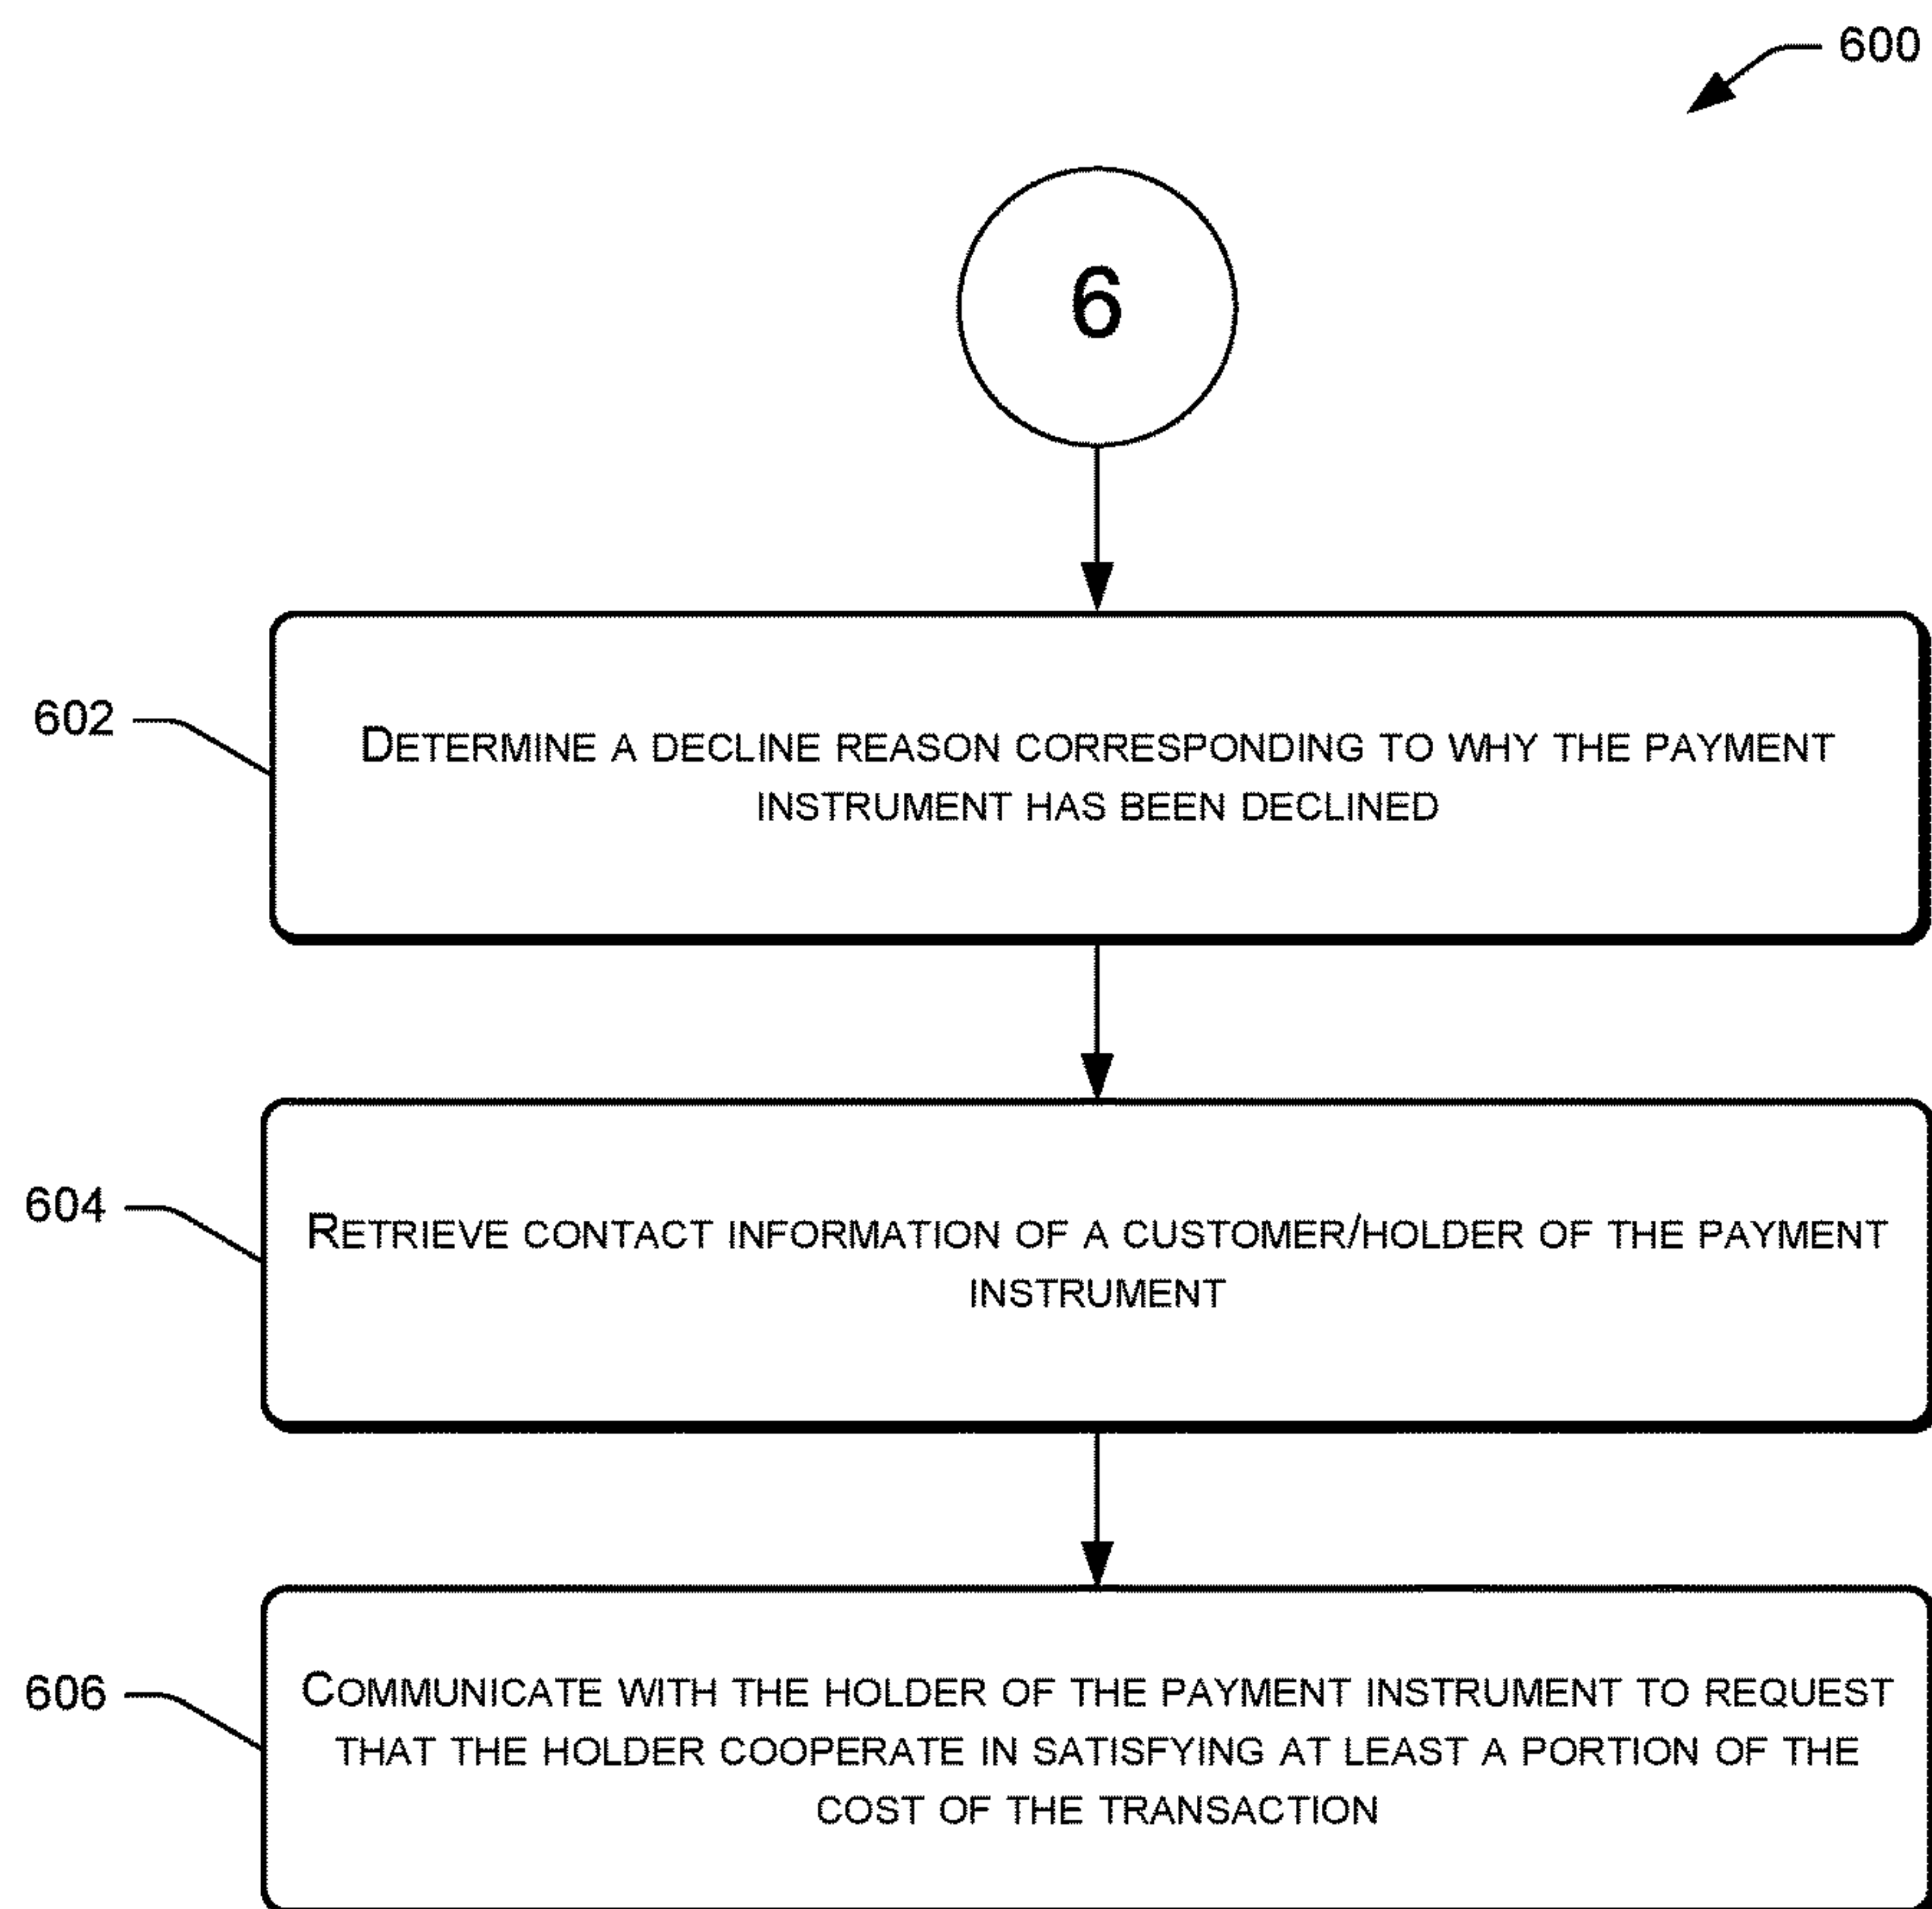 600
6
602
DETERMINE A DECLINE REASON CORRESPONDING TO WHY THE PAYMENT
INSTRUMENT HAS BEEN DECLINED
604
RETRIEVE CONTACT INFORMATION OF A CUSTOMER/HOLDER OF THE PAYMENT
INSTRUMENT
606
COMMUNICATE WITH THE HOLDER OF THE PAYMENT INSTRUMENT TO REQUEST
THAT THE HOLDER COOPERATE IN SATISFYING AT LEAST A PORTION OF THE
COST OF THE TRANSACTION